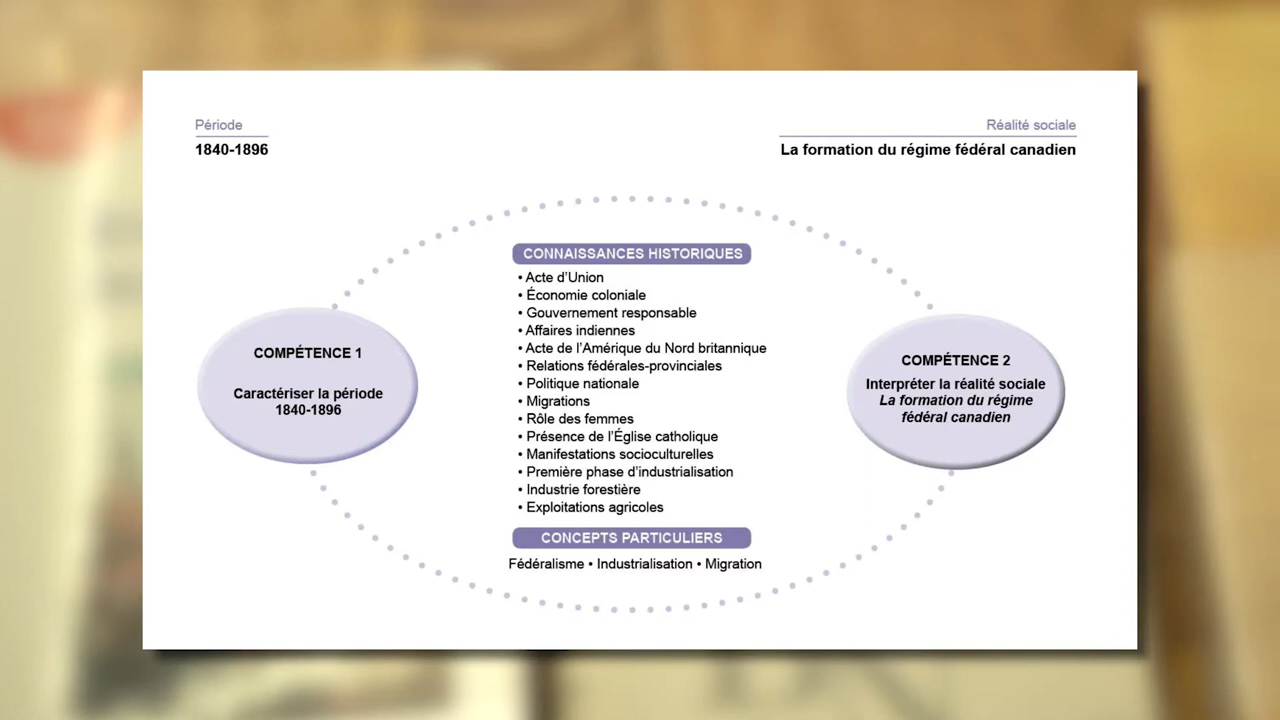 Période
1840-1896
Réalité sociale
La formation du régime fédéral canadien
CONNAISSANCES HISTORIQUES
• Acte d'Union
• Économie coloniale
• Gouvernement responsable
• Affaires indiennes
• Acte de l'Amérique du Nord britannique
• Relations fédérales-provinciales
• Politique nationale
• Migrations
• Rôle des femmes
• Présence de l'Église catholique
• Manifestations socioculturelles
• Première phase d'industrialisation
• Industrie forestière
• Exploitations agricoles
CONCEPTS PARTICULIERS
Fédéralisme • Industrialisation • Migration
COMPÉTENCE 1
Caractériser la période
1840-1896
COMPÉTENCE 2
Interpréter la réalité sociale
La formation du régime
fédéral canadien